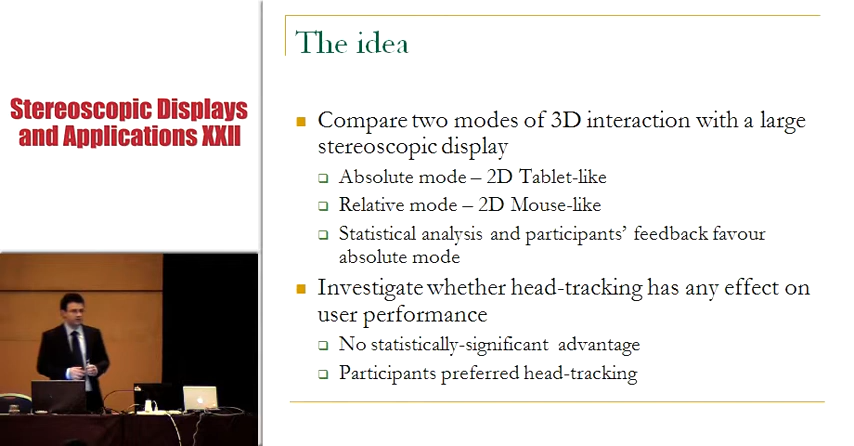 Stereoscopic Displays
and Applications XXII
The idea
Compare two modes of 3D interaction with a large
stereoscopic display
Absolute mode – 2D Tablet-like
Relative mode – 2D Mouse-like
Statistical analysis and participants' feedback favour
absolute mode
Investigate whether head-tracking has any effect on
user performance
No statistically-significant advantage
Participants preferred head-tracking